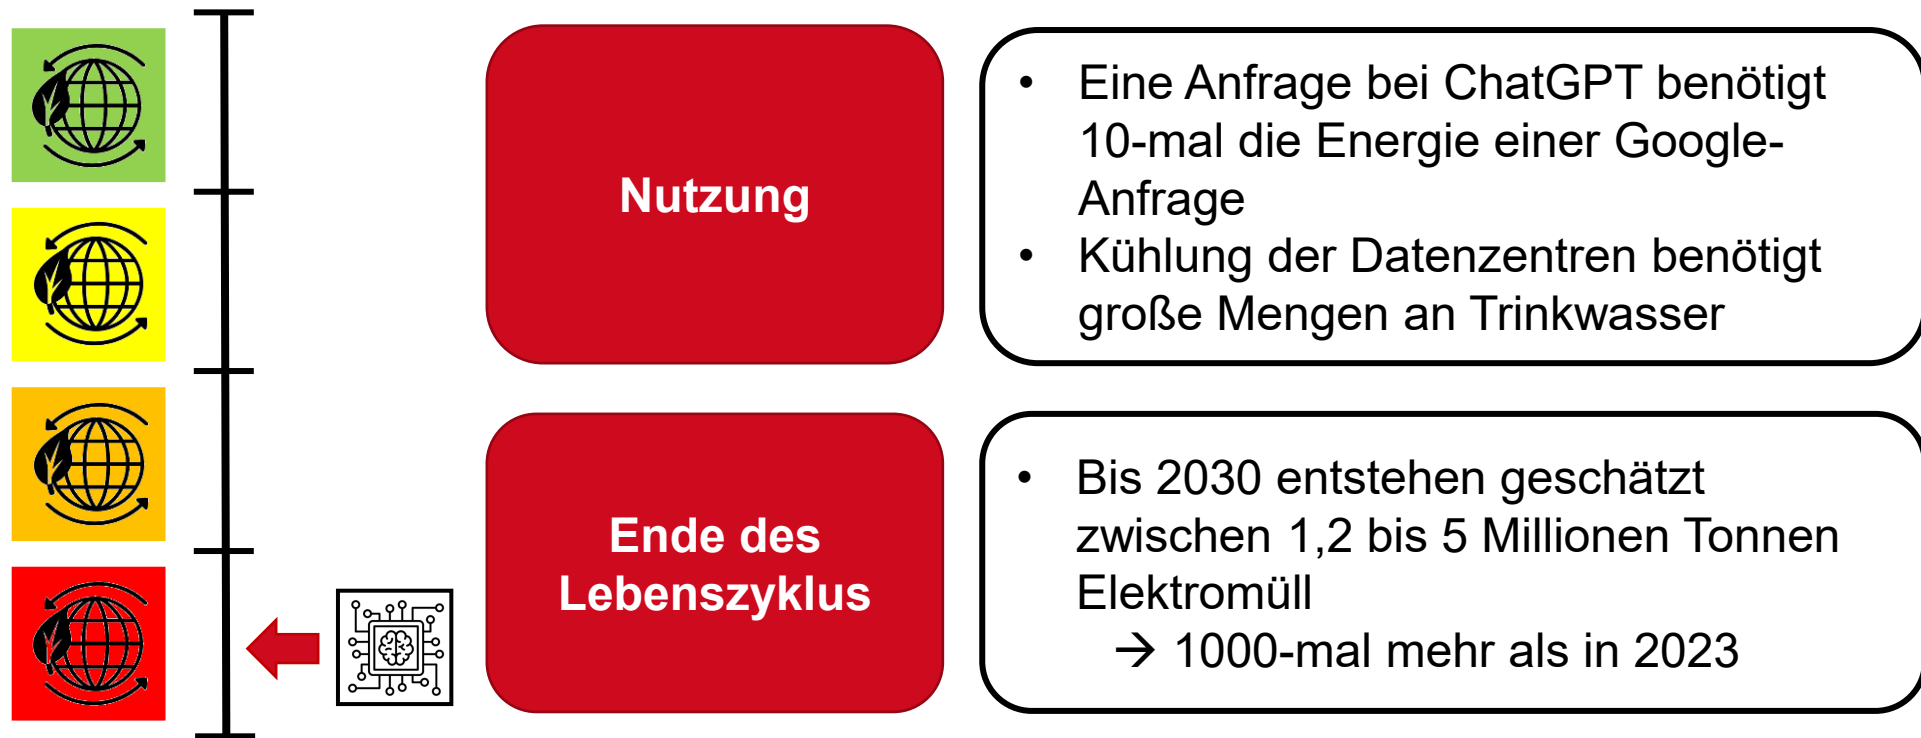 Nutzung
• Eine Anfrage bei ChatGPT benötigt
10-mal die Energie einer Google-
Anfrage
• Kühlung der Datenzentren benötigt
große Mengen an Trinkwasser
Ende des
Lebenszyklus
• Bis 2030 entstehen geschätzt
zwischen 1,2 bis 5 Millionen Tonnen
Elektromüll
→ 1000-mal mehr als in 2023